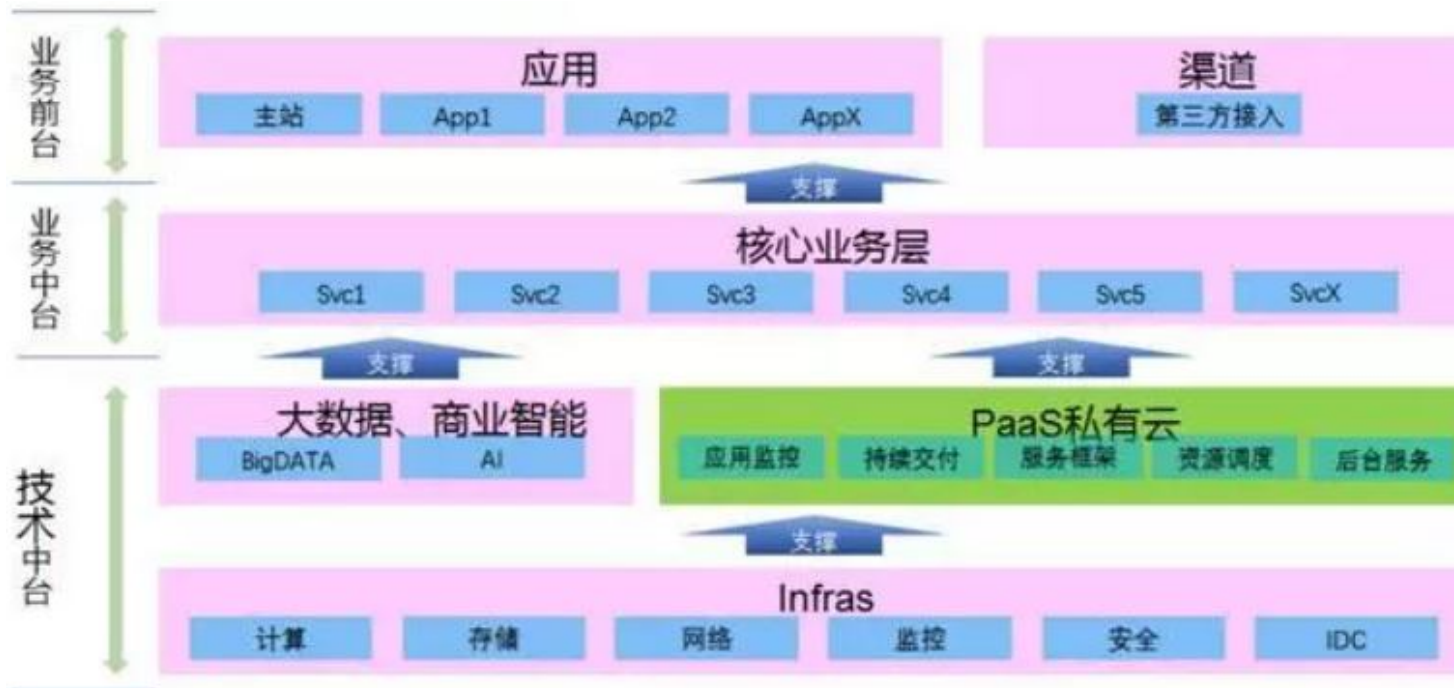 业务前台
应用
主站
App1
App2
AppX
渠道
第三方接入
支撑
业务中台
核心业务层
Svc1
Svc2
Svc3
Svc4
Svc5
SvcX
支撑
支撑
技术中台
大数据、商业智能
BigDATA
AI
PaaS私有云
应用监控
持续交付
服务框架
资源调度
后台服务
支撑
Infras
计算
存储
网络
监控
安全
IDC